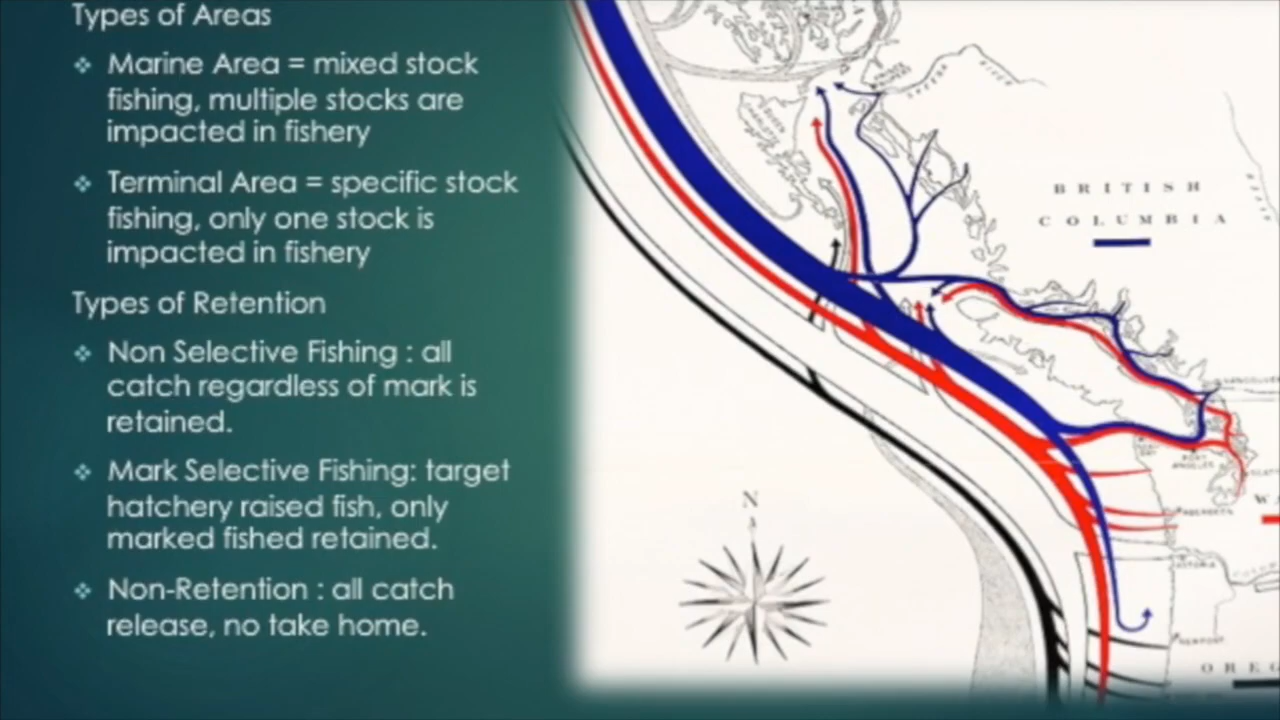 Types of Areas
❖ Marine Area = mixed stock
fishing, multiple stocks are
impacted in fishery
❖ Terminal Area = specific stock
fishing, only one stock is
impacted in fishery
Types of Retention
❖ Non Selective Fishing : all
catch regardless of mark is
retained.
❖ Mark Selective Fishing: target
hatchery raised fish, only
marked fished retained.
❖ Non-Retention : all catch
release, no take home.
BRITISH
COLUMBIA
N